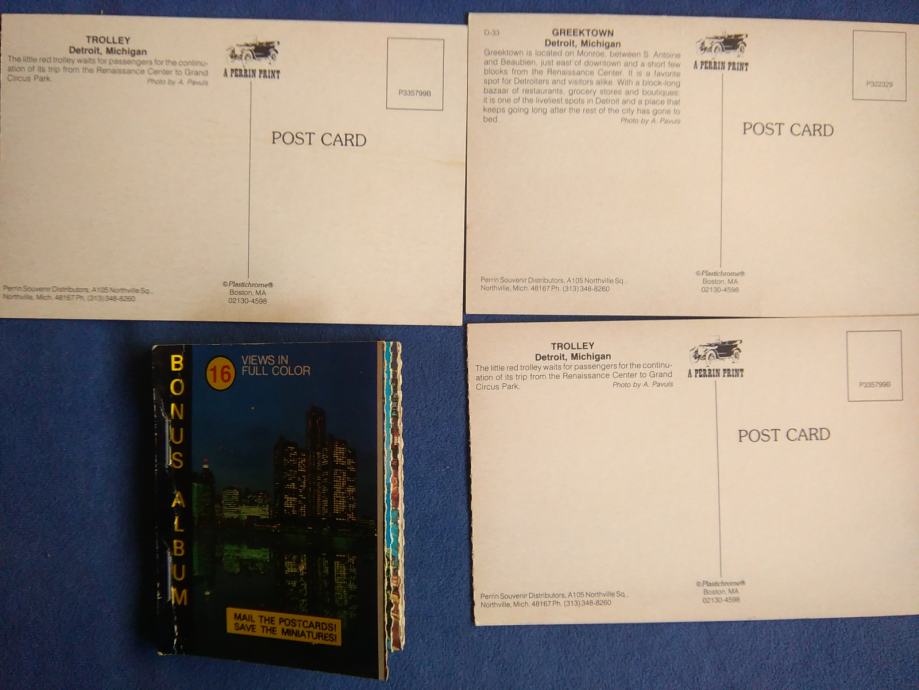 TROLLEY
Detroit, Michigan
The little red trolley waits for passengers for the continu-
ation of its trip from the Renaissance Center to Grand
Circus Park.
Photo by A. Pavuls
A PERRIN PRINT
P335799B
POST CARD
Perrin Souvenir Distributors, A105 Northville Sq.,
Northville, Mich. 48167 Ph. (313) 348-8260
©Plastichrome®
Boston, MA
02130-4598
D-33
GREEKTOWN
Detroit, Michigan
Greektown is located on Monroe, between S. Antoine
and Beaubien, just east of downtown and a short few
blocks from the Renaissance Center. It is a favorite
spot for Detroiters and visitors alike. With a block-long
bazaar of restaurants, grocery stores and boutiques;
it is one of the liveliest spots in Detroit and a place that
keeps going long after the rest of the city has gone to
bed.
Photo by A. Pavuls
A PERRIN PRINT
P322329
POST CARD
Perrin Souvenir Distributors, A105 Northville Sq.,
Northville, Mich. 48167 Ph. (313) 348-8260
©Plastichrome®
Boston, MA
02130-4598
BONUS ALBUM
16
VIEWS IN
FULL COLOR
MAIL THE POSTCARDS!
SAVE THE MINIATURES!
TROLLEY
Detroit, Michigan
The little red trolley waits for passengers for the continu-
ation of its trip from the Renaissance Center to Grand
Circus Park.
Photo by A. Pavuls
A PERRIN PRINT
P335799B
POST CARD
Perrin Souvenir Distributors, A105 Northville Sq.,
Northville, Mich. 48167 Ph. (313) 348-8260
©Plastichrome®
Boston, MA
02130-4598